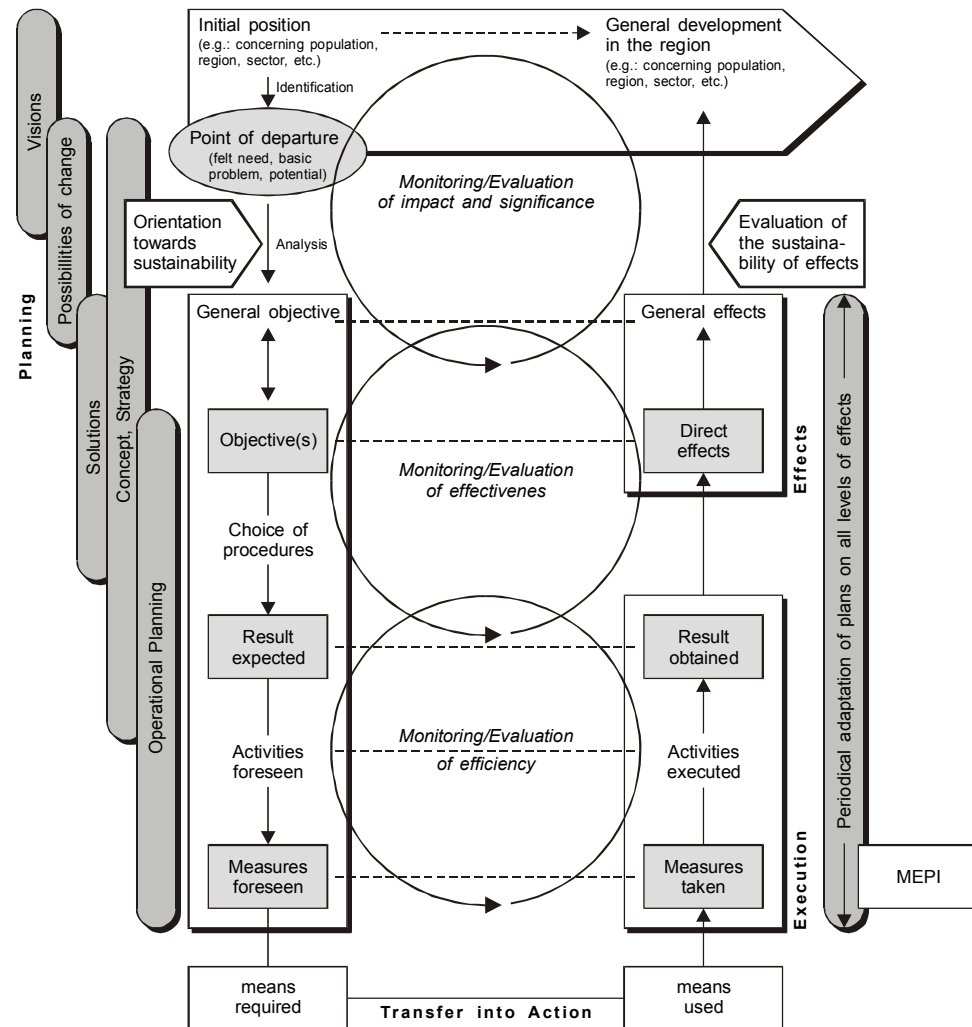 Initial position
(e.g.: concerning population,
region, sector, etc.)
General development
in the region
(e.g.: concerning population,
region, sector, etc.)
Identification
Point of departure
(felt need, basic
problem, potential)
Monitoring/Evaluation
of impact and significance
Orientation
towards
sustainability
Analysis
Evaluation of
the sustaina-
bility of effects
Planning
Visions
Possibilities of change
Solutions
Concept, Strategy
Operational Planning
General objective
General effects
Objective(s)
Direct
effects
Monitoring/Evaluation
of effectivenes
Effects
Choice of
procedures
Result
expected
Result
obtained
Activities
foreseen
Monitoring/Evaluation
of efficiency
Activities
executed
Measures
foreseen
Measures
taken
Execution
Periodical adaptation of plans on all levels of effects
MEPI
means
required
Transfer into Action
means
used